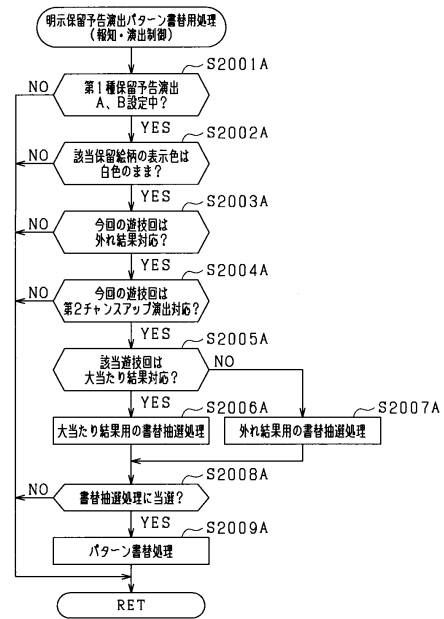 明示保留予告演出パターン書替用処理
(報知・演出制御)
S2001A
第1種保留予告演出
A、B設定中?
NO
YES
S2002A
該当保留絵柄の表示色は
白色のまま?
NO
YES
S2003A
今回の遊技回は
外れ結果対応?
NO
YES
S2004A
今回の遊技回は
第2チャンスアップ演出対応?
NO
YES
S2005A
該当遊技回は
大当たり結果対応?
NO
YES
S2006A
大当たり結果用の書替抽選処理
S2007A
外れ結果用の書替抽選処理
S2008A
書替抽選処理に当選?
NO
YES
S2009A
パターン書替処理
RET